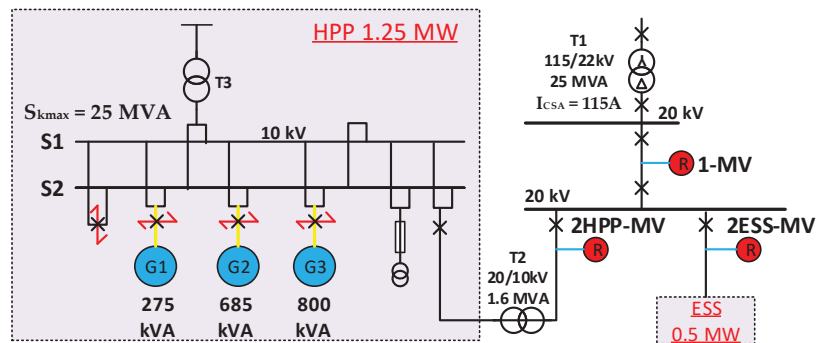 HPP 1.25 MW
T3
Skmax = 25 MVA
S1
10 kV
S2
G1
G2
G3
275
kVA
685
kVA
800
kVA
T2
20/10kV
1.6 MVA
T1
115/22kV
25 MVA
ICSA = 115A
20 kV
R
1-MV
20 kV
2HPP-MV
R
2ESS-MV
R
ESS
0.5 MW